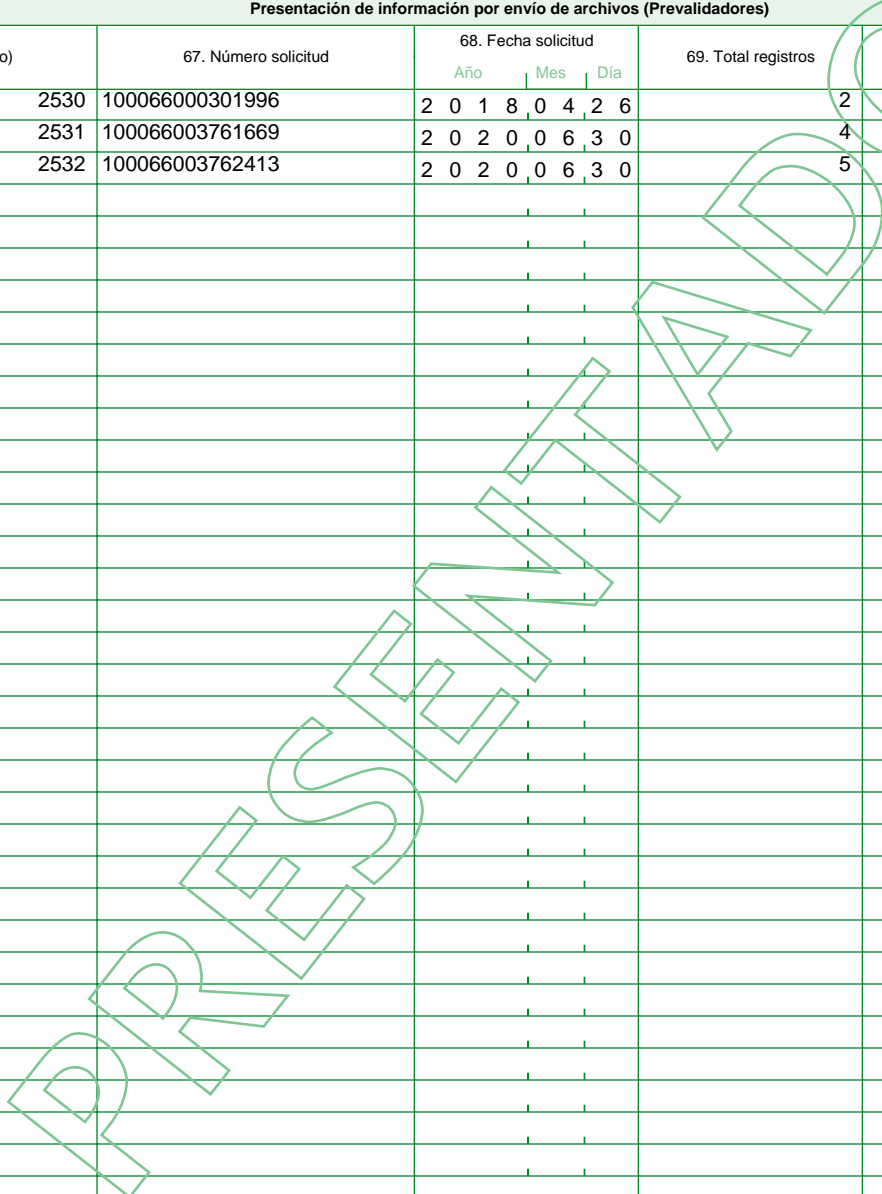 Presentación de información por envío de archivos (Prevalidadores)
o) 67. Número solicitud 68. Fecha solicitud 69. Total registros
Año Mes Día
2530 100066000301996 2 0 1 8 0 4 2 6 2
2531 100066003761669 2 0 2 0 0 6 3 0 4
2532 100066003762413 2 0 2 0 0 6 3 0 5
PRESENTADO